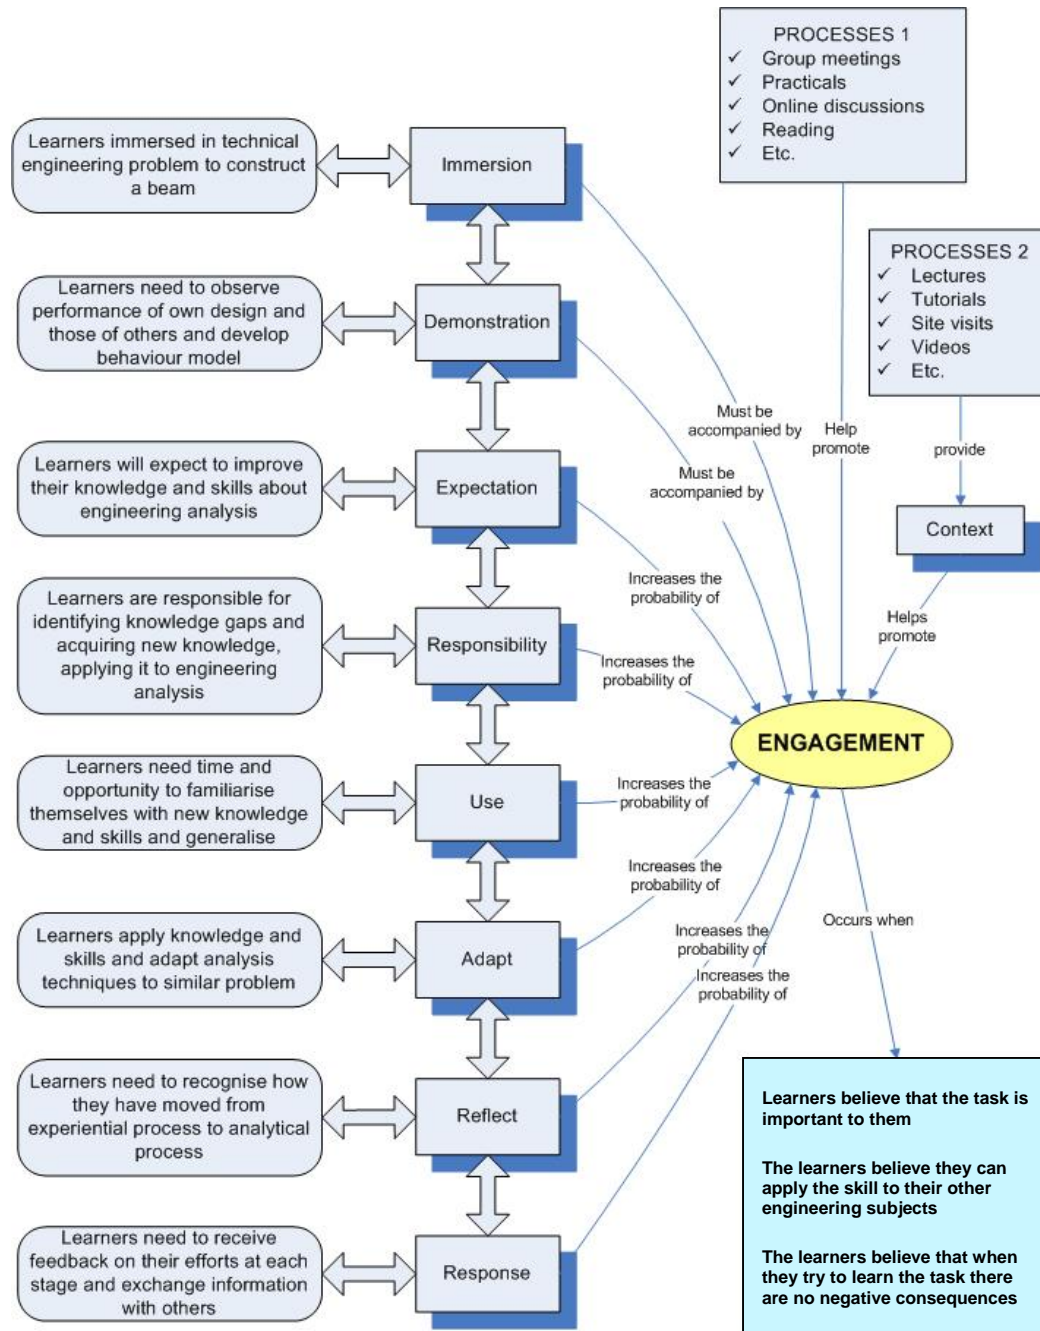 PROCESSES 1
✓ Group meetings
✓ Practicals
✓ Online discussions
✓ Reading
✓ Etc.
Learners immersed in technical
engineering problem to construct
a beam
Immersion
PROCESSES 2
✓ Lectures
✓ Tutorials
✓ Site visits
✓ Videos
✓ Etc.
Learners need to observe
performance of own design and
those of others and develop
behaviour model
Demonstration
Must be
accompanied by
Help
promote
provide
Learners will expect to improve
their knowledge and skills about
engineering analysis
Expectation
Must be
accompanied by
Context
Increases the
probability of
Helps
promote
Learners are responsible for
identifying knowledge gaps and
acquiring new knowledge,
applying it to engineering
analysis
Responsibility
Increases the
probability of
ENGAGEMENT
Learners need time and
opportunity to familiarise
themselves with new knowledge
and skills and generalise
Use
Increases the
probability of
Increases the
probability of
Occurs when
Learners apply knowledge and
skills and adapt analysis
techniques to similar problem
Adapt
Increases the
probability of
Increases the
probability of
Learners need to recognise how
they have moved from
experiential process to analytical
process
Reflect
Learners believe that the task is
important to them
The learners believe they can
apply the skill to their other
engineering subjects
The learners believe that when
they try to learn the task there
are no negative consequences
Learners need to receive
feedback on their efforts at each
stage and exchange information
with others
Response